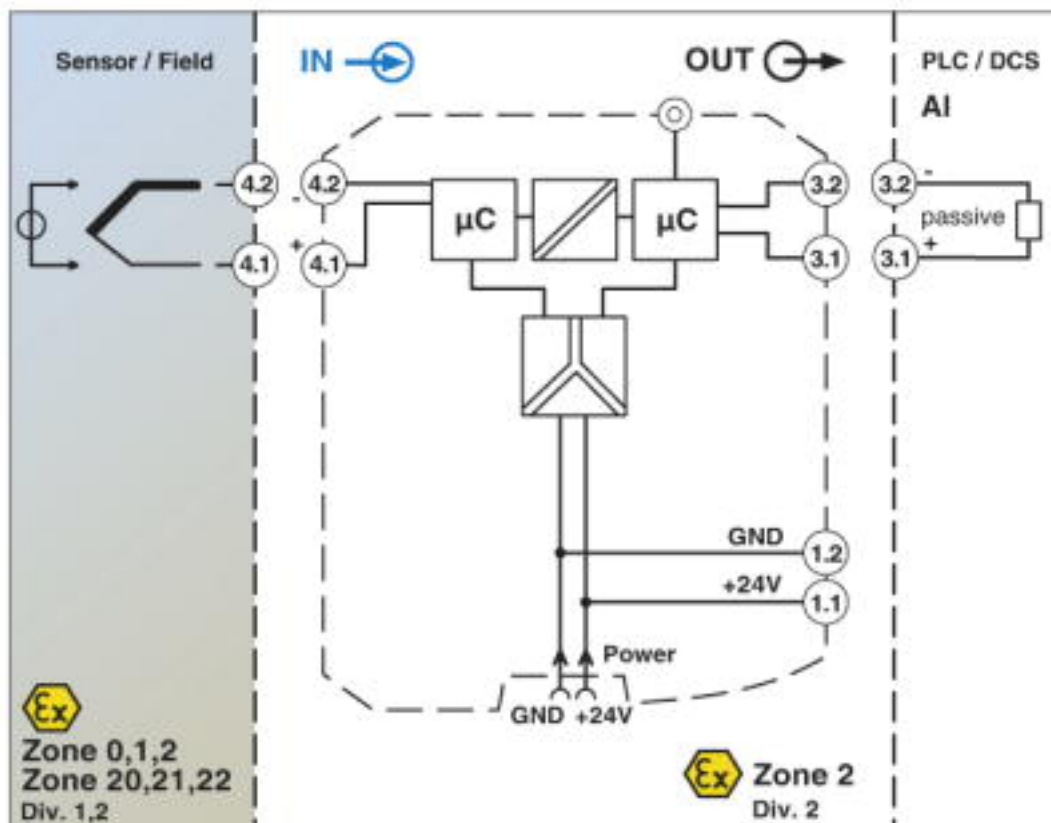 Sensor / Field
IN
OUT
PLC / DCS
AI
4.2
-
4.2
µC
µC
3.2
3.2
-
passive
4.1
+
4.1
3.1
3.1
+
GND
1.2
+24V
1.1
Power
GND +24V
Ex
Zone 0,1,2
Zone 20,21,22
Div. 1,2
Ex
Zone 2
Div. 2